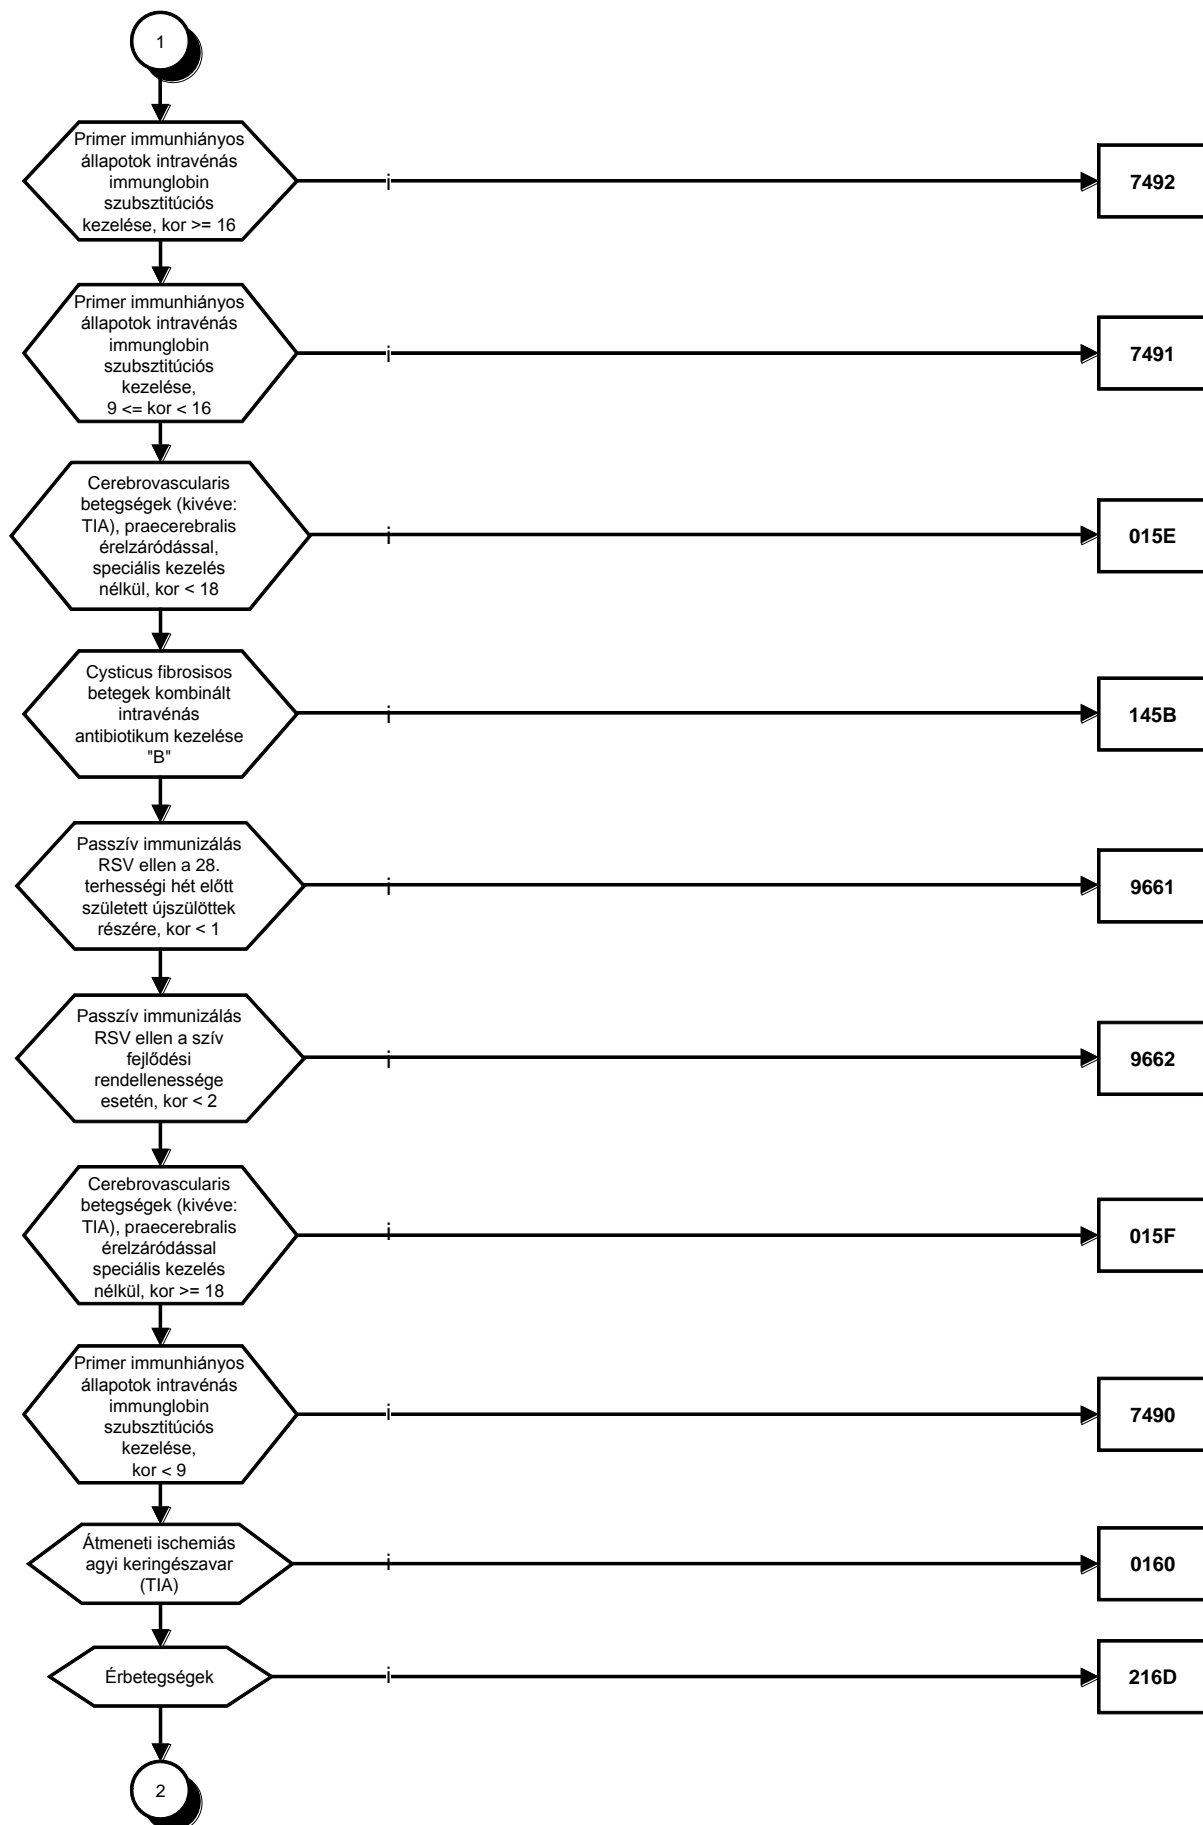 1
Primer immunhiányos
állapotok intravénás
immunglobin
szubsztitúciós
kezelése, kor >= 16
i
7492
Primer immunhiányos
állapotok intravénás
immunglobin
szubsztitúciós
kezelése,
9 <= kor < 16
i
7491
Cerebrovascularis
betegségek (kivéve:
TIA), praecerebralis
érelzáródással,
speciális kezelés
nélkül, kor < 18
i
015E
Cysticus fibrosisos
betegek kombinált
intravénás
antibiotikum kezelése
"B"
i
145B
Passzív immunizálás
RSV ellen a 28.
terhességi hét előtt
született újszülöttek
részére, kor < 1
i
9661
Passzív immunizálás
RSV ellen a szív
fejlődési
rendellenessége
esetén, kor < 2
i
9662
Cerebrovascularis
betegségek (kivéve:
TIA), praecerebralis
érelzáródással
speciális kezelés
nélkül, kor >= 18
i
015F
Primer immunhiányos
állapotok intravénás
immunglobin
szubsztitúciós
kezelése,
kor < 9
i
7490
Átmeneti ischemiás
agyi keringészavar
(TIA)
i
0160
Érbetegségek
i
216D
2